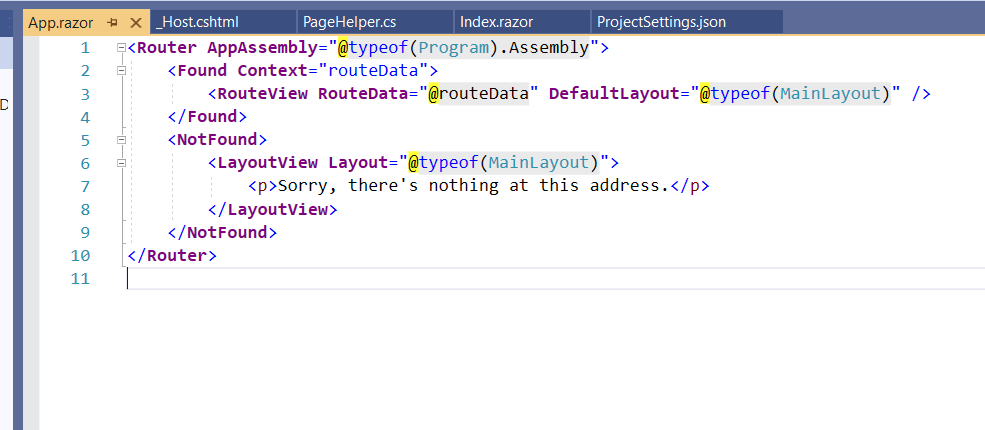 App.razor _Host.cshtml PageHelper.cs Index.razor ProjectSettings.json
1 <Router AppAssembly="@typeof(Program).Assembly">
2     <Found Context="routeData">
3         <RouteView RouteData="@routeData" DefaultLayout="@typeof(MainLayout)" />
4     </Found>
5     <NotFound>
6         <LayoutView Layout="@typeof(MainLayout)">
7             <p>Sorry, there's nothing at this address.</p>
8         </LayoutView>
9     </NotFound>
10 </Router>
11